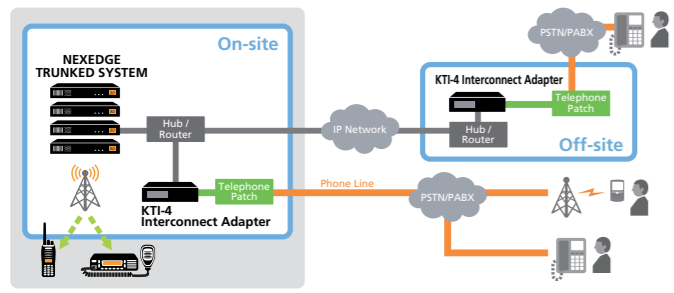 On-site
NEXEDGE
TRUNKED SYSTEM
Hub /
Router
KTI-4
Interconnect Adapter
Telephone
Patch
Phone Line
IP Network
PSTN/PABX
KTI-4 Interconnect Adapter
Telephone
Patch
Hub /
Router
Off-site
PSTN/PABX